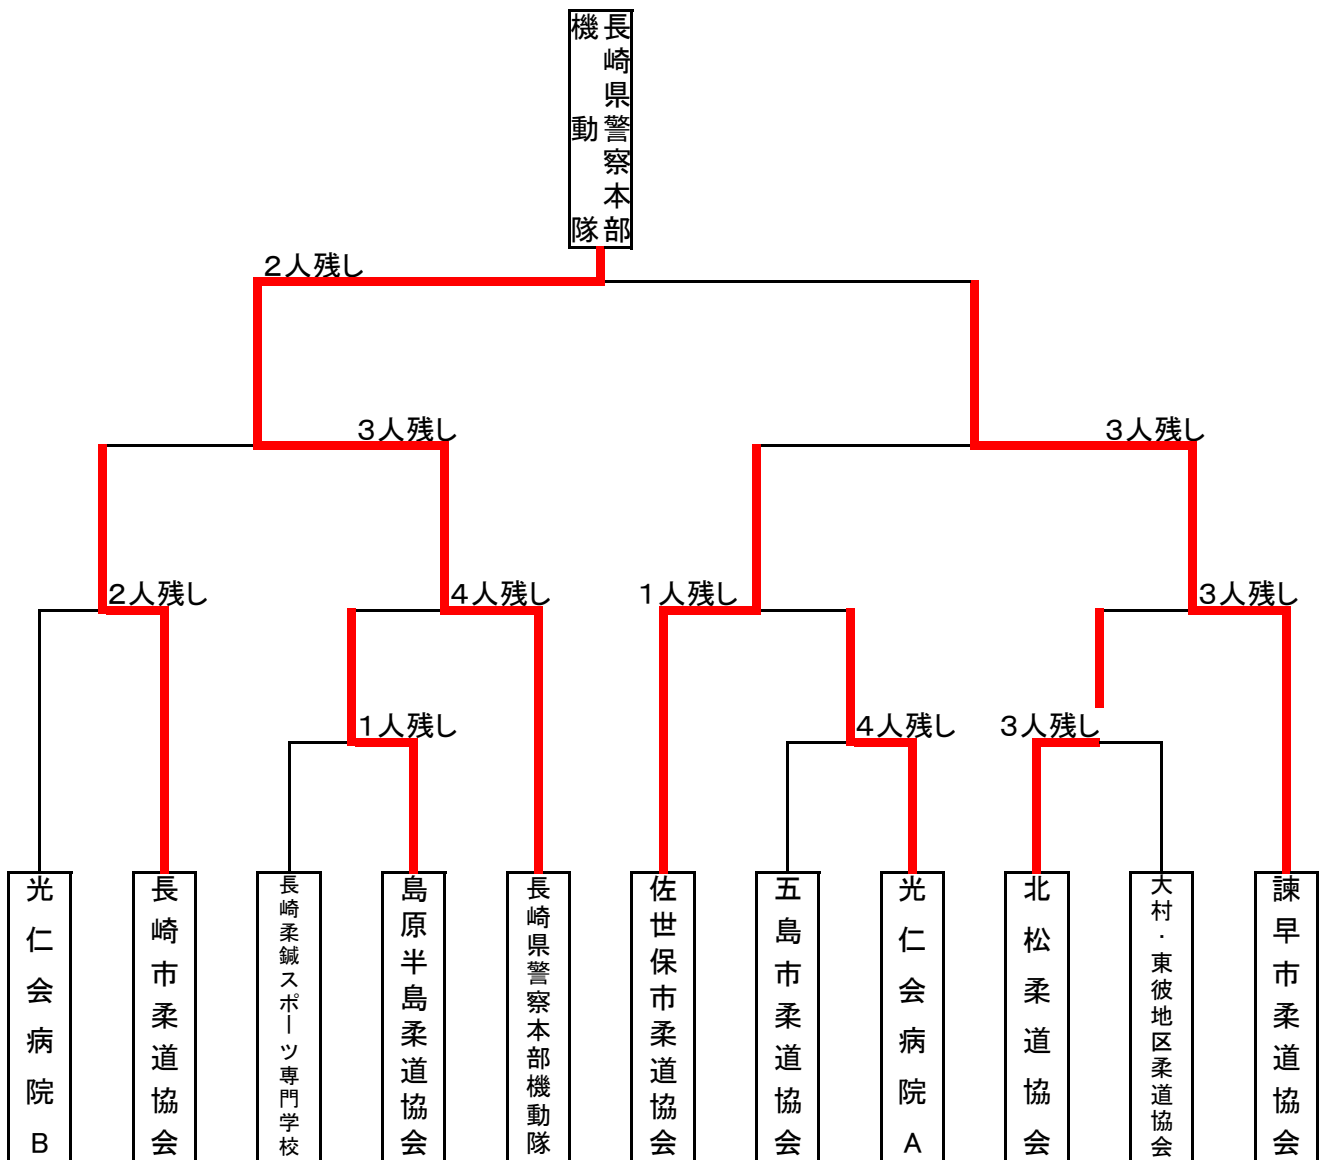 長崎県警察本部
機動隊
２人残し
３人残し
３人残し
２人残し
４人残し
１人残し
３人残し
１人残し
４人残し
３人残し
光仁会病院Ｂ
長崎市柔道協会
長崎柔鍼スポーツ専門学校
島原半島柔道協会
長崎県警察本部機動隊
佐世保市柔道協会
五島市柔道協会
光仁会病院Ａ
北松柔道協会
大村・東彼地区柔道協会
諫早市柔道協会